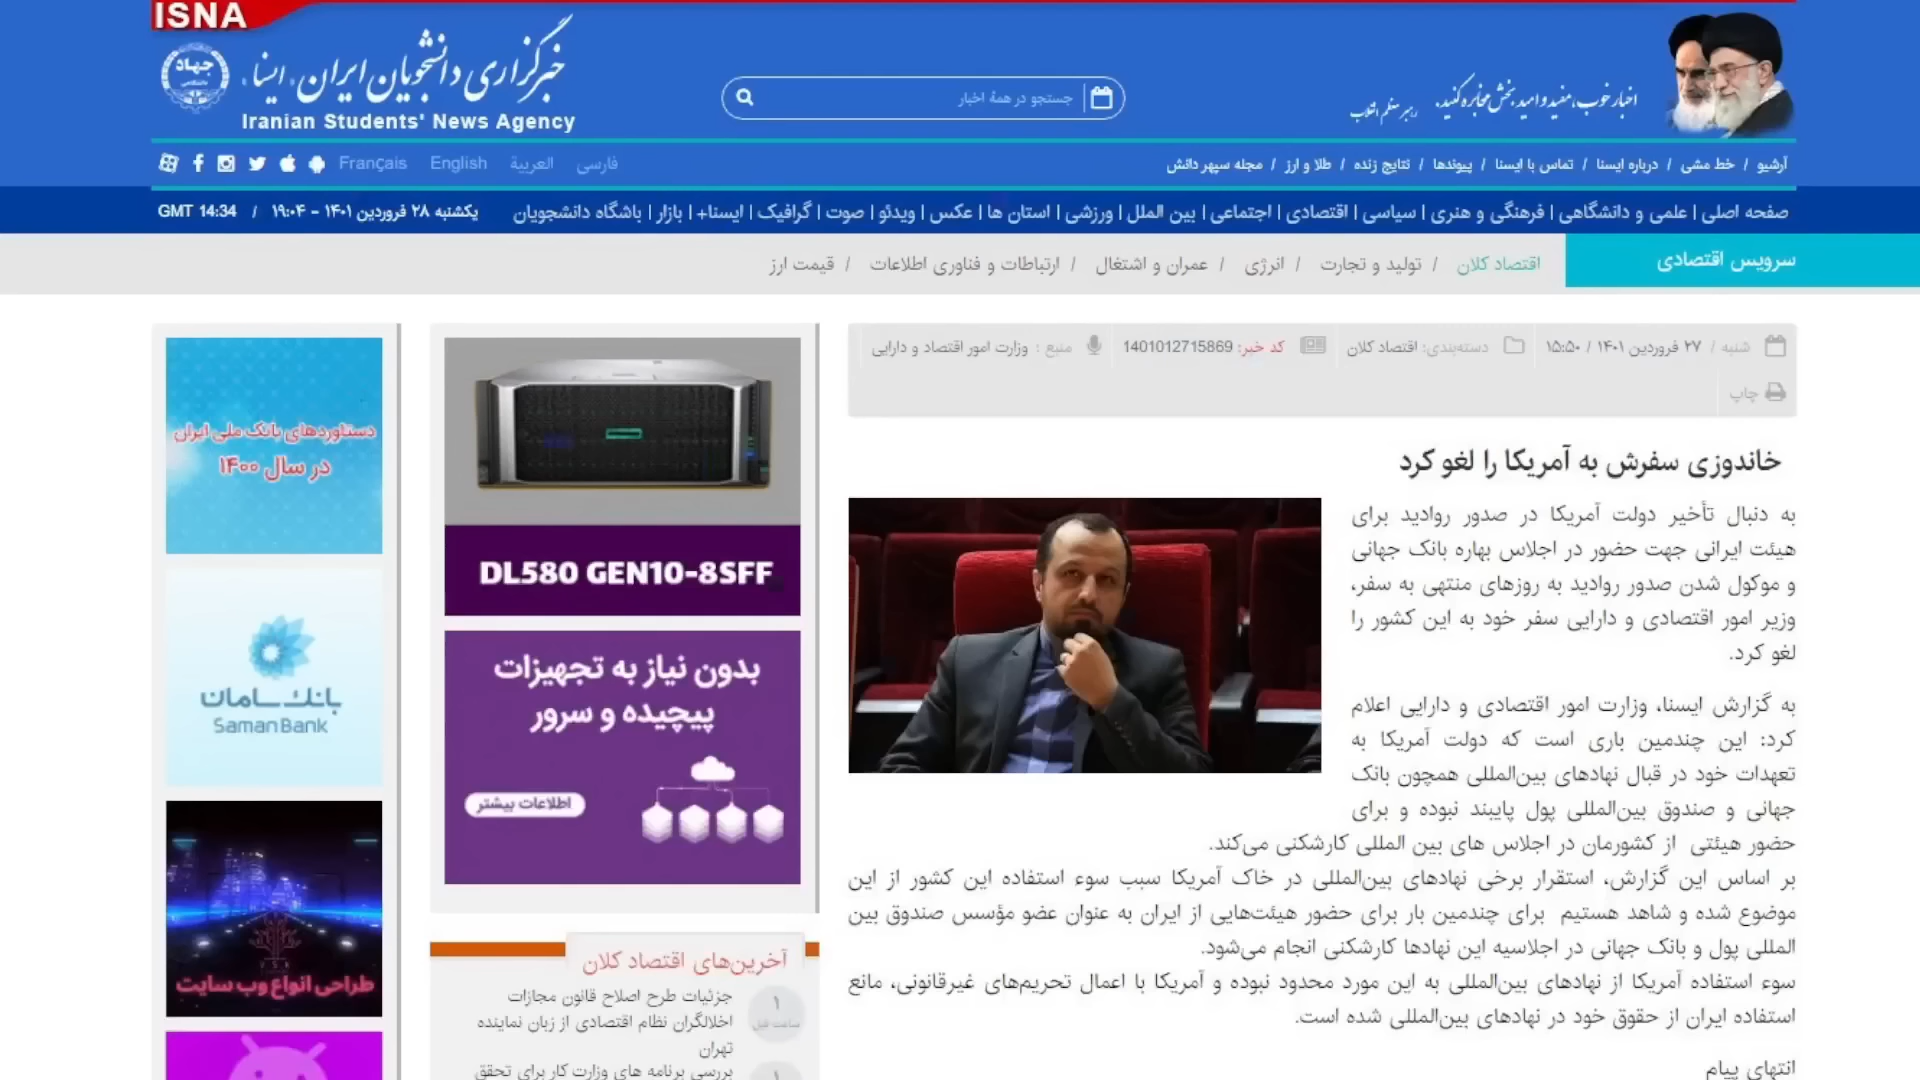 ISNA
خبرگزاری دانشجویان ایران، ایسنا،
Iranian Students' News Agency
جهاد
دانشگاهی
جستجو در همهٔ اخبار
اخبار خوب، مفید و امیدبخش مخابره کنید.
رهبر معظم انقلاب
فارسی العربية English Français
آرشیو / خط مشی / درباره ایسنا / تماس با ایسنا / پیوندها / نتایج زنده / طلا و ارز / مجله سپهر دانش
صفحه اصلی | علمی و دانشگاهی | فرهنگی و هنری | سیاسی | اقتصادی | اجتماعی | بین الملل | ورزشی | استان ها | عکس | ویدئو | صوت | گرافیک | ایسنا+ | بازار | باشگاه دانشجویان
یکشنبه ۲۸ فروردین ۱۴۰۱ - ۱۹:۰۴ / GMT 14:34
سرویس اقتصادی
اقتصاد کلان / تولید و تجارت / انرژی / عمران و اشتغال / ارتباطات و فناوری اطلاعات / قیمت ارز
شنبه / ۲۷ فروردین ۱۴۰۱ / ۱۵:۵۰ دسته‌بندی: اقتصاد کلان کد خبر: 1401012715869 منبع : وزارت امور اقتصاد و دارایی
چاپ
خاندوزی سفرش به آمریکا را لغو کرد
به دنبال تأخیر دولت آمریکا در صدور روادید برای
هیئت ایرانی جهت حضور در اجلاس بهاره بانک جهانی
و موکول شدن صدور روادید به روزهای منتهی به سفر،
وزیر امور اقتصادی و دارایی سفر خود به این کشور را
لغو کرد.
به گزارش ایسنا، وزارت امور اقتصادی و دارایی اعلام
کرد: این چندمین باری است که دولت آمریکا به
تعهدات خود در قبال نهادهای بین‌المللی همچون بانک
جهانی و صندوق بین‌المللی پول پایبند نبوده و برای
حضور هیئتی از کشورمان در اجلاس های بین المللی کارشکنی می‌کند.
بر اساس این گزارش، استقرار برخی نهادهای بین‌المللی در خاک آمریکا سبب سوء استفاده این کشور از این
موضوع شده و شاهد هستیم برای چندمین بار برای حضور هیئت‌هایی از ایران به عنوان عضو مؤسس صندوق بین
المللی پول و بانک جهانی در اجلاسیه این نهادها کارشکنی انجام می‌شود.
سوء استفاده آمریکا از نهادهای بین‌المللی به این مورد محدود نبوده و آمریکا با اعمال تحریم‌های غیرقانونی، مانع
استفاده ایران از حقوق خود در نهادهای بین‌المللی شده است.
انتهای پیام
DL580 GEN10-8SFF
بدون نیاز به تجهیزات
پیچیده و سرور
اطلاعات بیشتر
آخرین‌های اقتصاد کلان
۱
ساعت قبل
جزئیات طرح اصلاح قانون مجازات
اخلالگران نظام اقتصادی از زبان نماینده
تهران
۱
بررسی برنامه های وزارت کار برای تحقق
دستاوردهای بانک ملی ایران
در سال ۱۴۰۰
بانک سامان
Saman Bank
طراحی انواع وب سایت